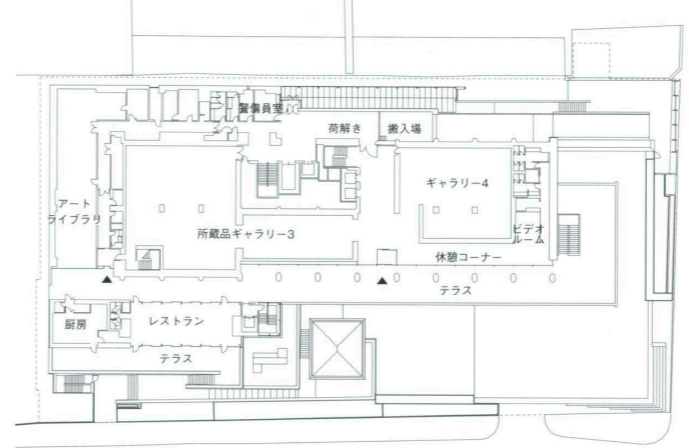 警備員室
荷解き
搬入場
アート
ライブラリ
ギャラリー4
所蔵品ギャラリー3
ビデオ
ルーム
休憩コーナー
テラス
厨房
レストラン
テラス